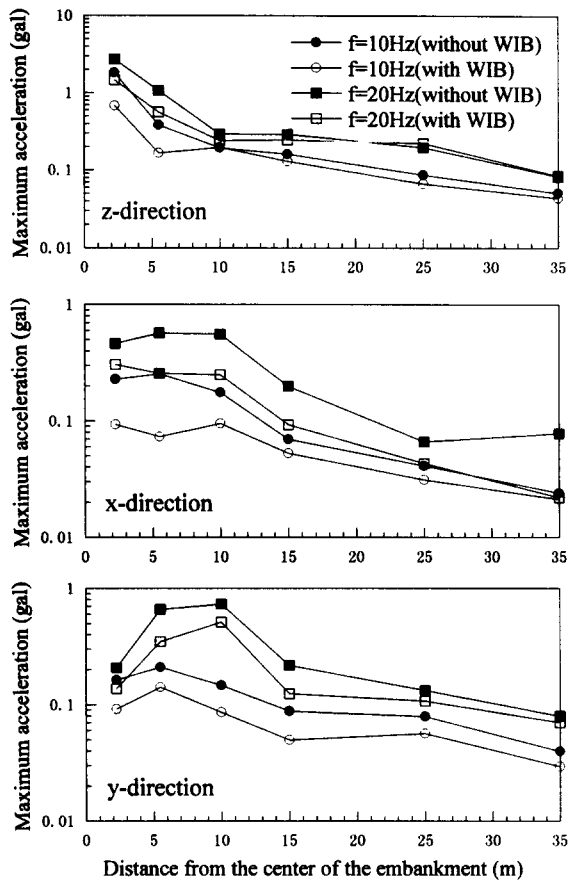 Maximum acceleration (gal)
10
1
0.1
0.01
f=10Hz(without WIB)
f=10Hz(with WIB)
f=20Hz(without WIB)
f=20Hz(with WIB)
z-direction
0 5 10 15 20 25 30 35
Maximum acceleration (gal)
1
0.1
0.01
x-direction
0 5 10 15 20 25 30 35
Maximum acceleration (gal)
1
0.1
0.01
y-direction
0 5 10 15 20 25 30 35
Distance from the center of the embankment (m)